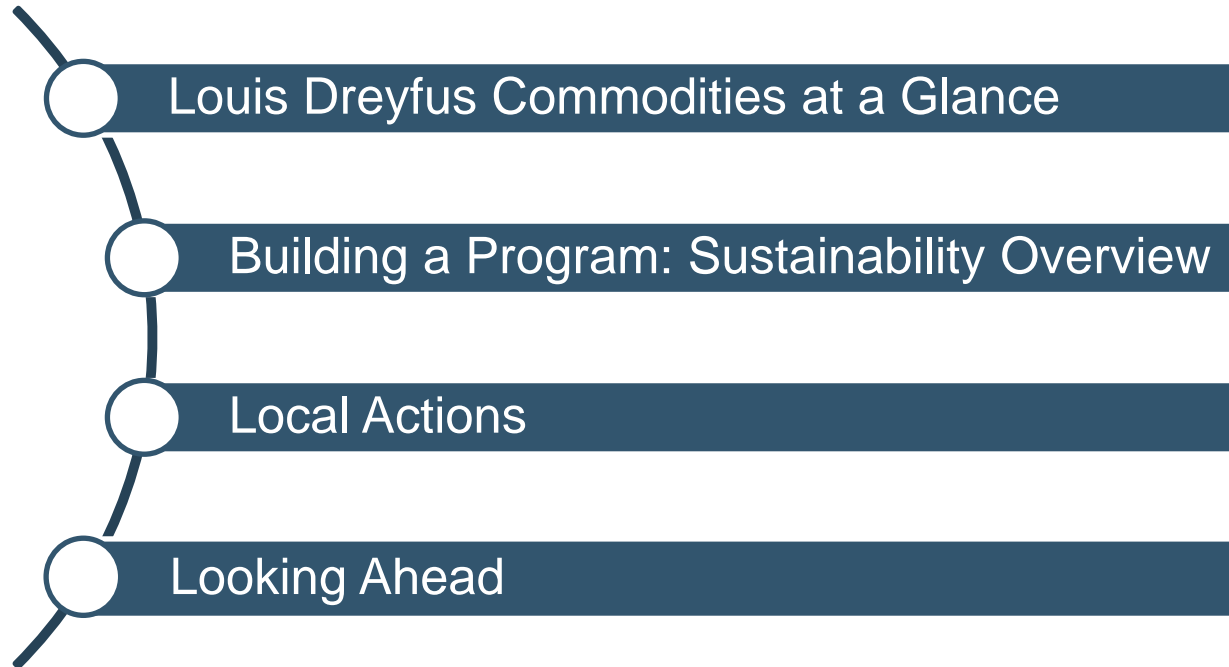 Louis Dreyfus Commodities at a Glance
Building a Program: Sustainability Overview
Local Actions
Looking Ahead